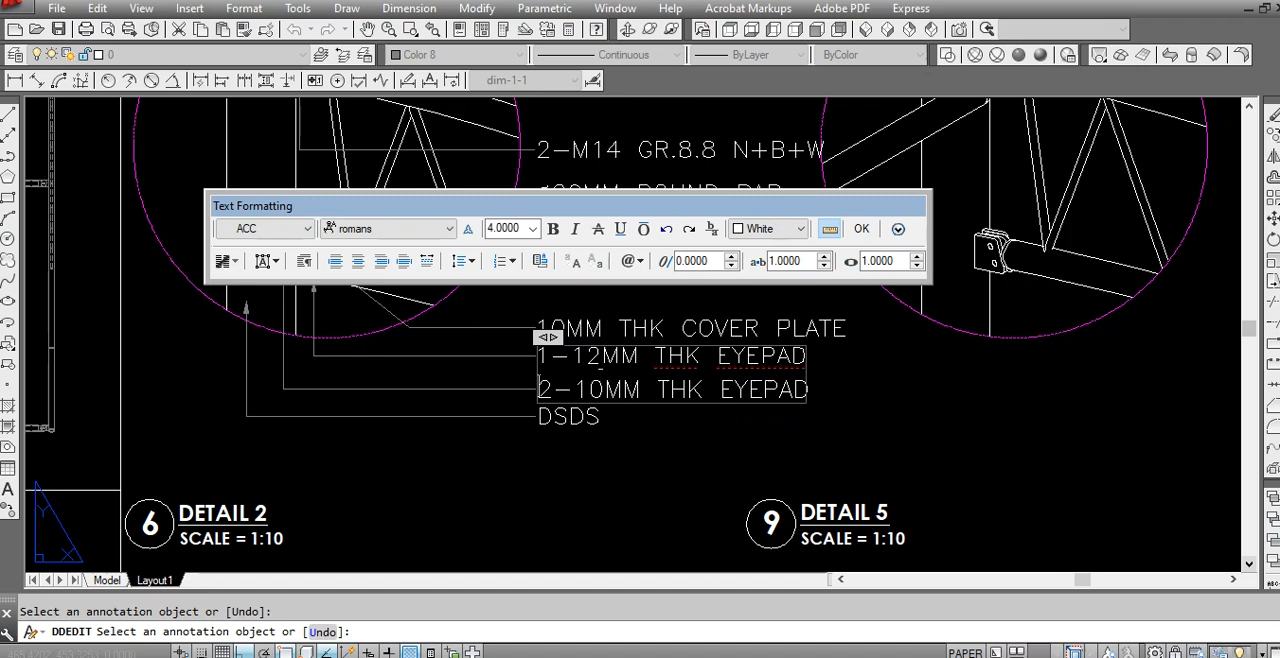 File Edit View Insert Format Tools Draw Dimension Modify Parametric Window Help Acrobat Markups Adobe PDF Express
0 Color 8 Continuous ByLayer ByColor
dim-1-1
2-M14 GR.8.8 N+B+W
Text Formatting
ACC romans 4.0000 B I A U O White OK
@ 0/ 0.0000 a-b 1.0000 1.0000
10MM THK COVER PLATE
1-12MM THK EYEPAD
2-10MM THK EYEPAD
DSDS
6 DETAIL 2
SCALE = 1:10
9 DETAIL 5
SCALE = 1:10
Y
X
Model Layout1
Select an annotation object or [Undo]:
DDEDIT Select an annotation object or [Undo]:
PAPER